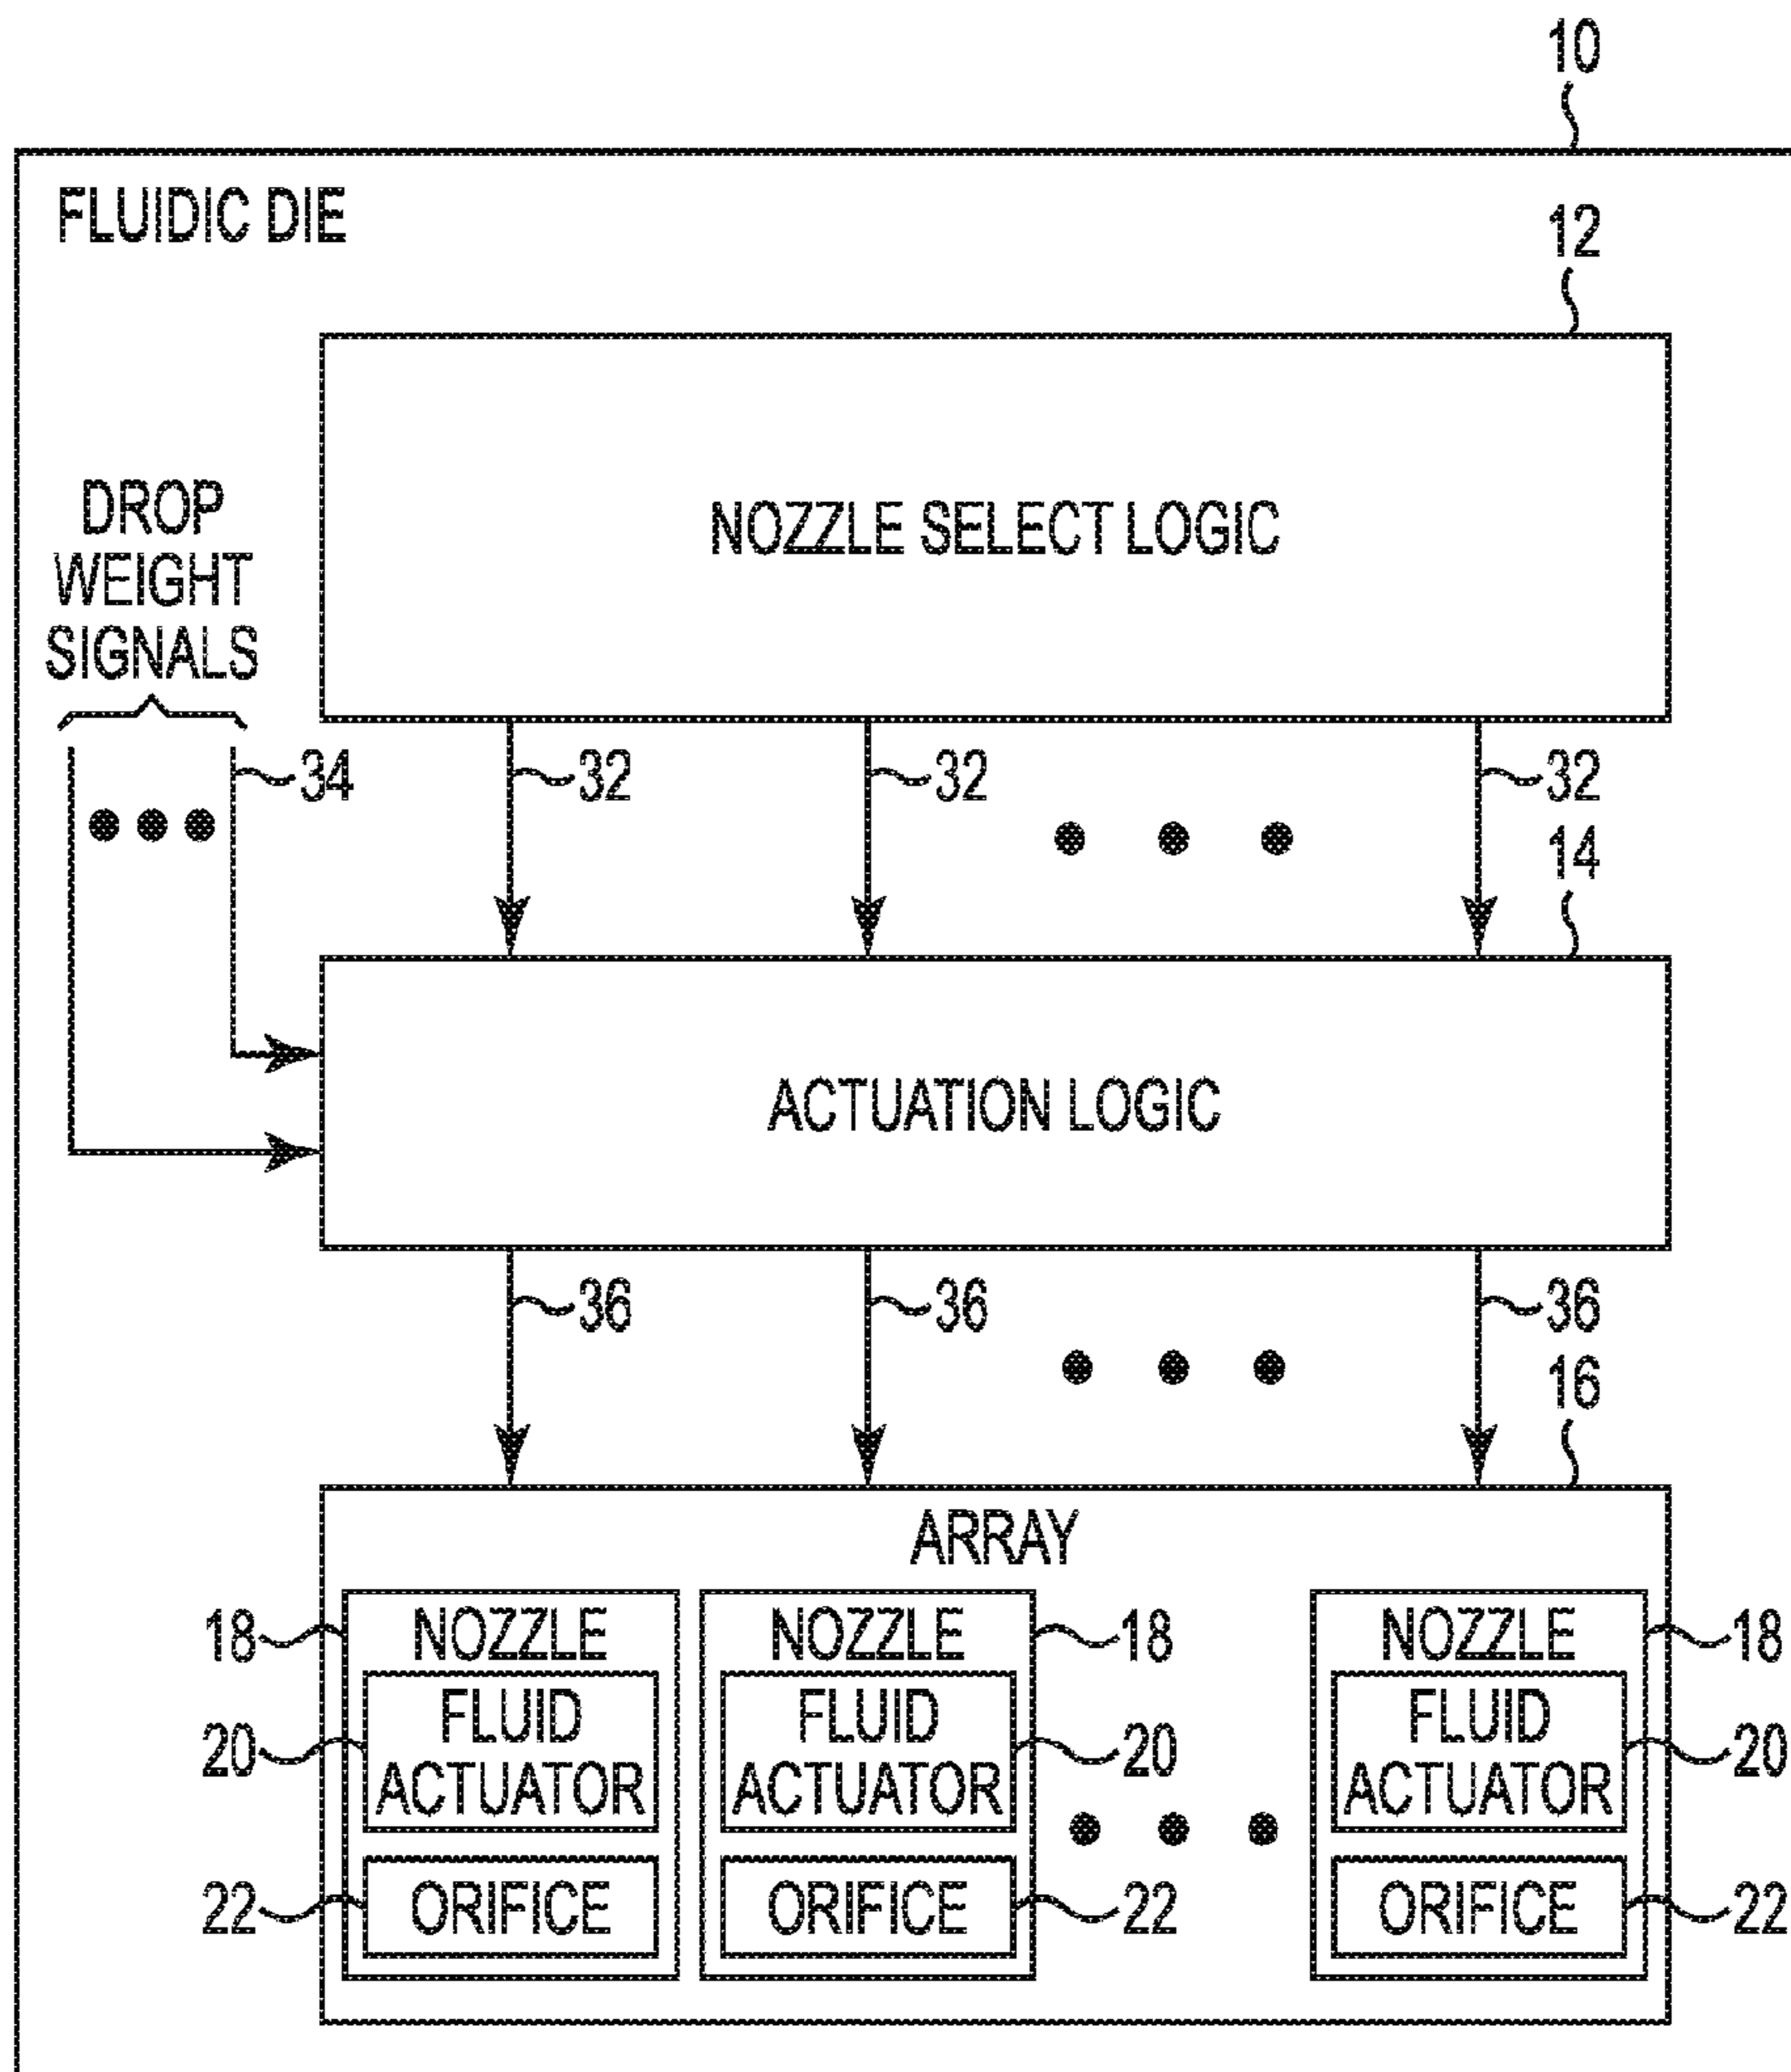 10
FLUIDIC DIE
12
NOZZLE SELECT LOGIC
DROP
WEIGHT
SIGNALS
34
32
32
32
14
ACTUATION LOGIC
36
36
36
16
ARRAY
18
NOZZLE
NOZZLE
18
NOZZLE
18
20
FLUID
ACTUATOR
FLUID
ACTUATOR
20
FLUID
ACTUATOR
20
22
ORIFICE
ORIFICE
22
ORIFICE
22